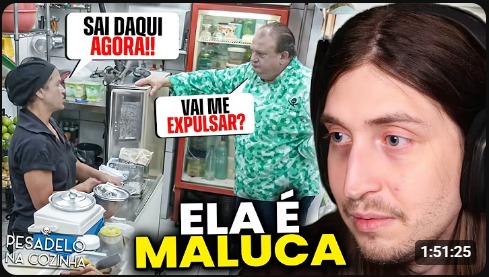 SAI DAQUI
AGORA!!
VAI ME
EXPULSAR?
PESADELO
NA COZINHA
ELA É
MALUCA
1:51:25